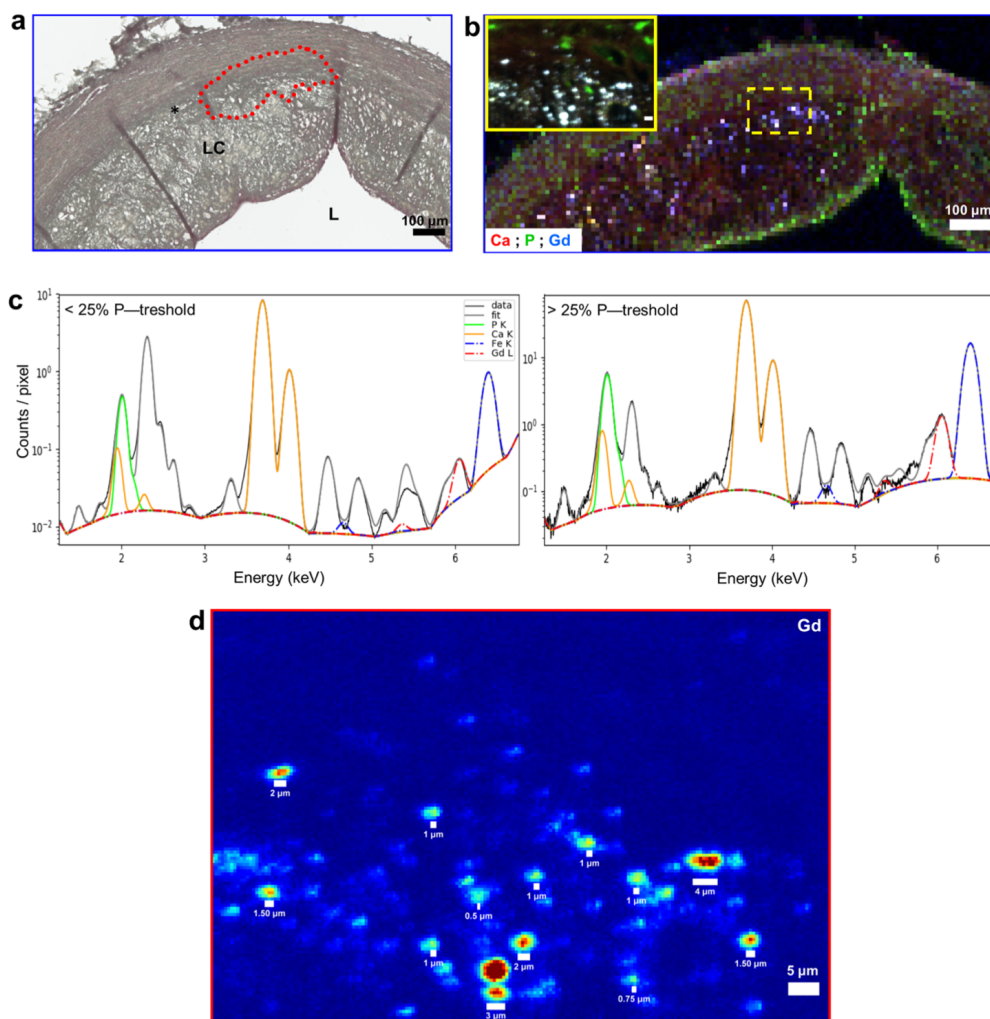 a
*
LC
L
100 µm
b
Ca ; P ; Gd
100 µm
c
< 25% P—treshold
data
fit
P K
Ca K
Fe K
Gd L
10¹
10⁰
10⁻¹
10⁻²
Counts / pixel
2
3
4
5
6
Energy (keV)
> 25% P—treshold
10¹
10⁰
10⁻¹
2
3
4
5
6
Energy (keV)
d
Gd
2 µm
1 µm
1 µm
4 µm
1 µm
1 µm
1.50 µm
0.5 µm
1 µm
2 µm
1.50 µm
0.75 µm
3 µm
5 µm